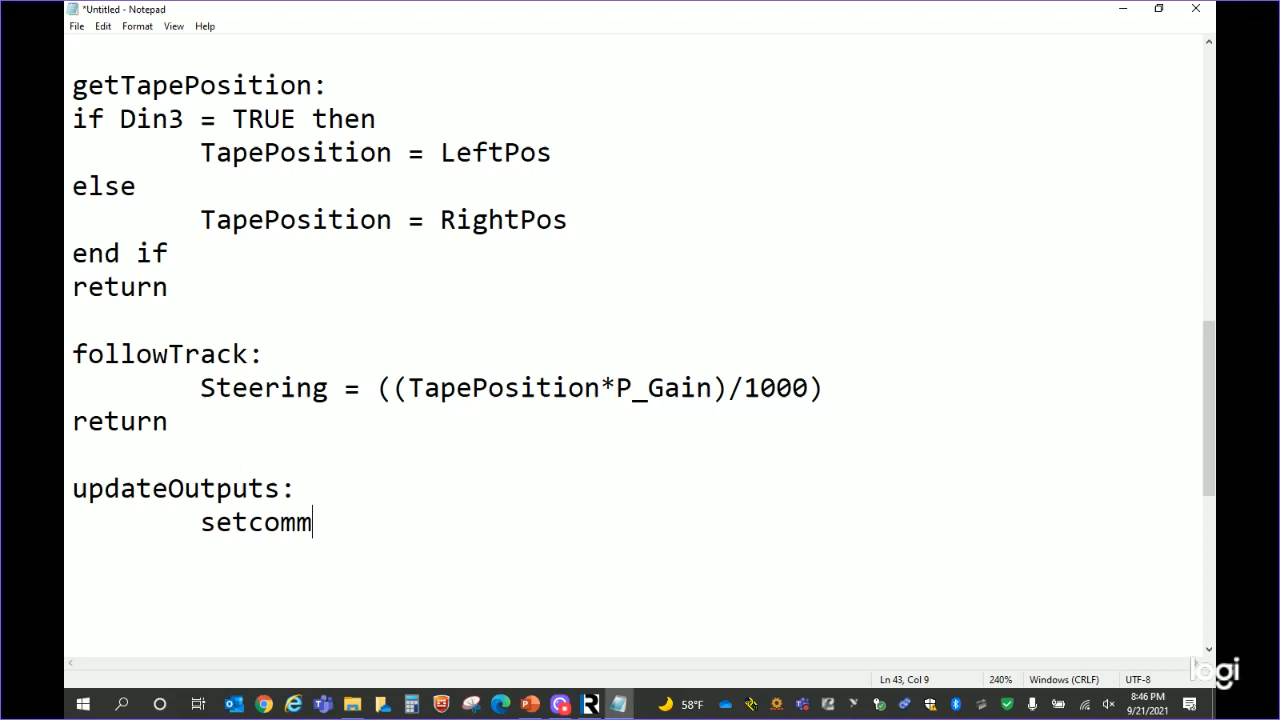 *Untitled - Notepad
File Edit Format View Help
getTapePosition:
if Din3 = TRUE then
TapePosition = LeftPos
else
TapePosition = RightPos
end if
return
followTrack:
Steering = ((TapePosition*P_Gain)/1000)
return
updateOutputs:
setcomm
logi
Ln 43, Col 9 240% Windows (CRLF) UTF-8
58°F
8:46 PM
9/21/2021